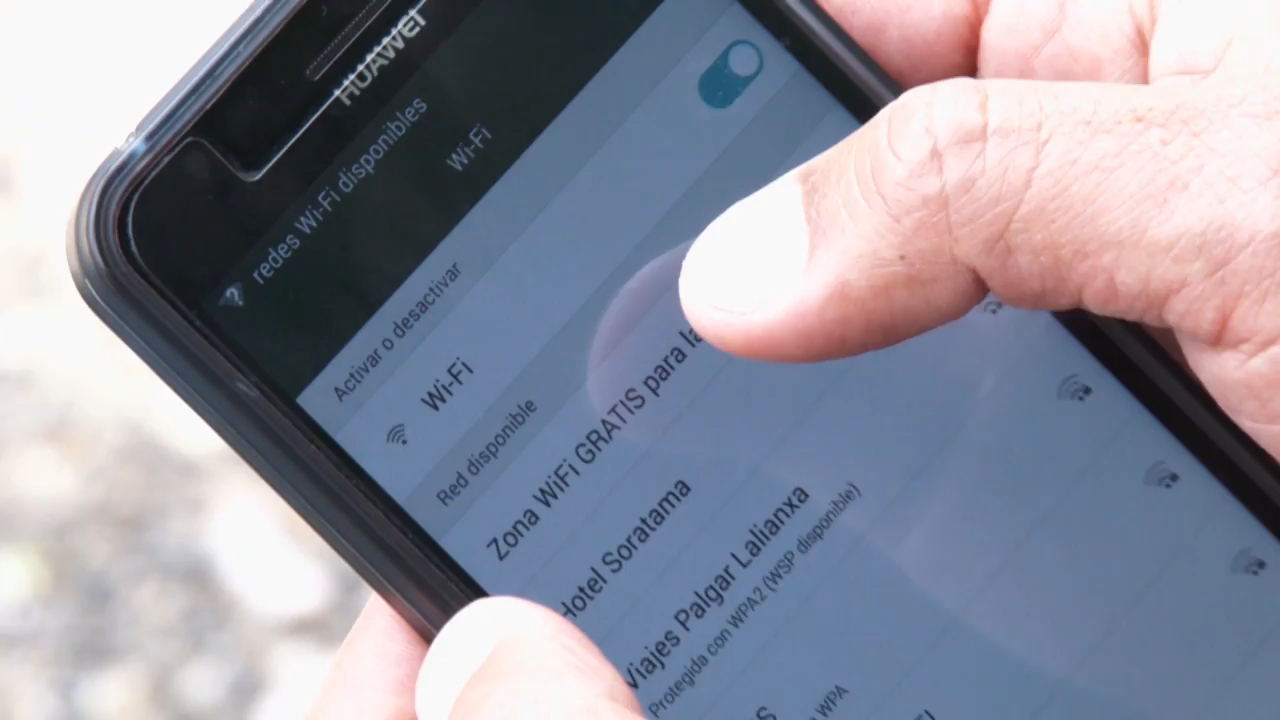 HUAWEI
redes Wi-Fi disponibles
Wi-Fi
Activar o desactivar
Wi-Fi
Red disponible
Zona WiFi GRATIS para la
Hotel Soratama
Viajes Palgar Lalianxa
Protegida con WPA2 (WSP disponible)
WPA